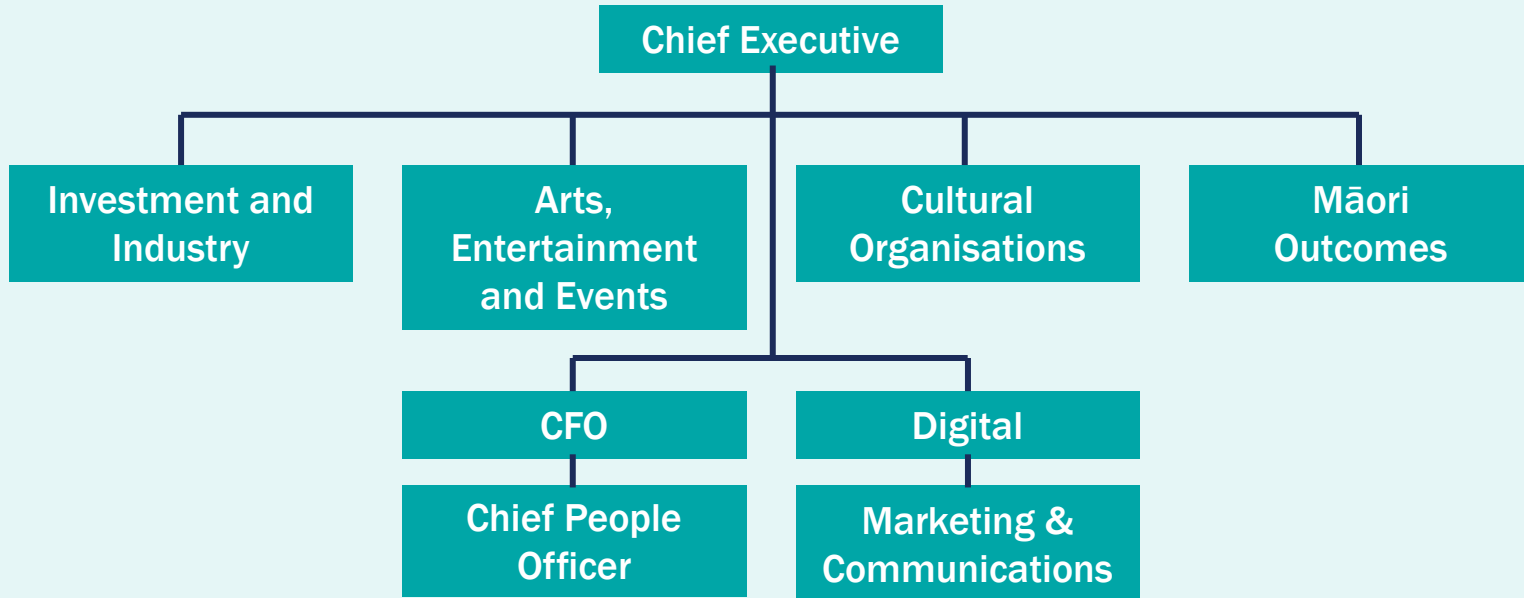 Chief Executive
Investment and
Industry
Arts,
Entertainment
and Events
Cultural
Organisations
Māori
Outcomes
CFO
Digital
Chief People
Officer
Marketing &
Communications